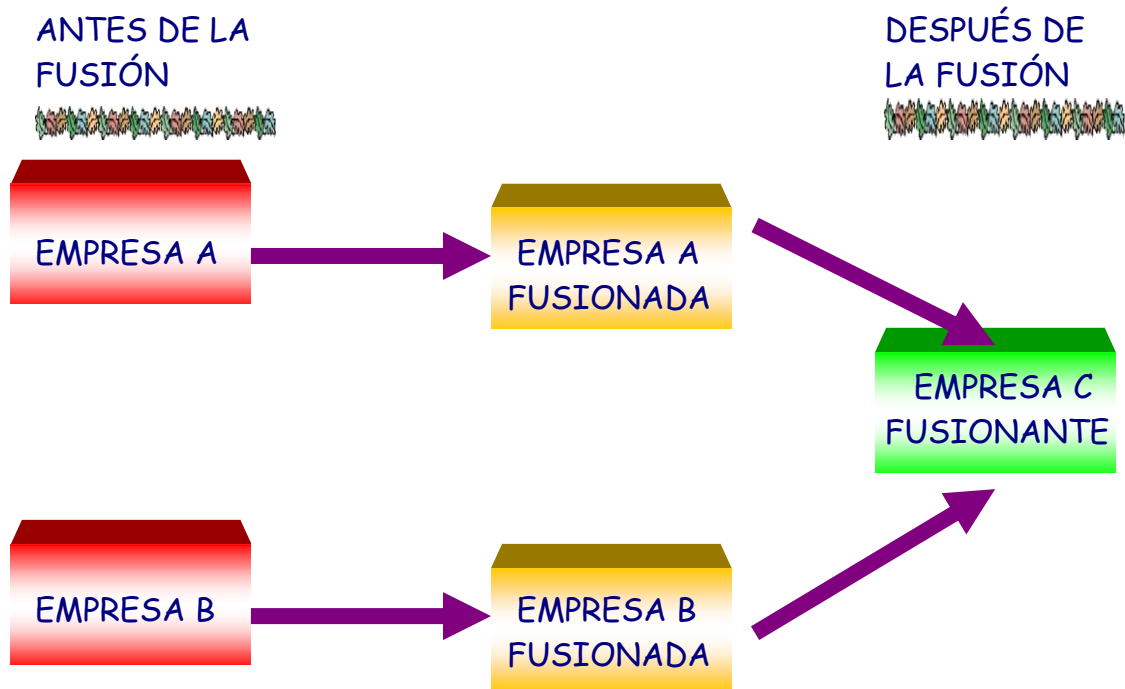 ANTES DE LA
FUSIÓN
DESPUÉS DE
LA FUSIÓN
EMPRESA A
EMPRESA A
FUSIONADA
EMPRESA C
FUSIONANTE
EMPRESA B
EMPRESA B
FUSIONADA